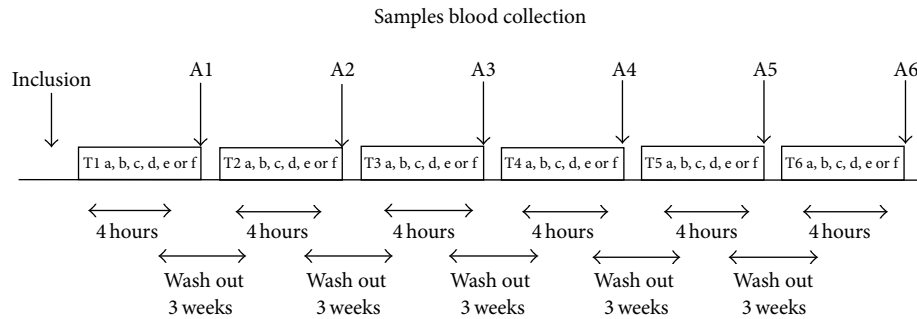 Samples blood collection
Inclusion
A1 A2 A3 A4 A5 A6
T1 a, b, c, d, e or f T2 a, b, c, d, e or f T3 a, b, c, d, e or f T4 a, b, c, d, e or f T5 a, b, c, d, e or f T6 a, b, c, d, e or f
4 hours 4 hours 4 hours 4 hours 4 hours 4 hours
Wash out Wash out Wash out Wash out Wash out
3 weeks 3 weeks 3 weeks 3 weeks 3 weeks